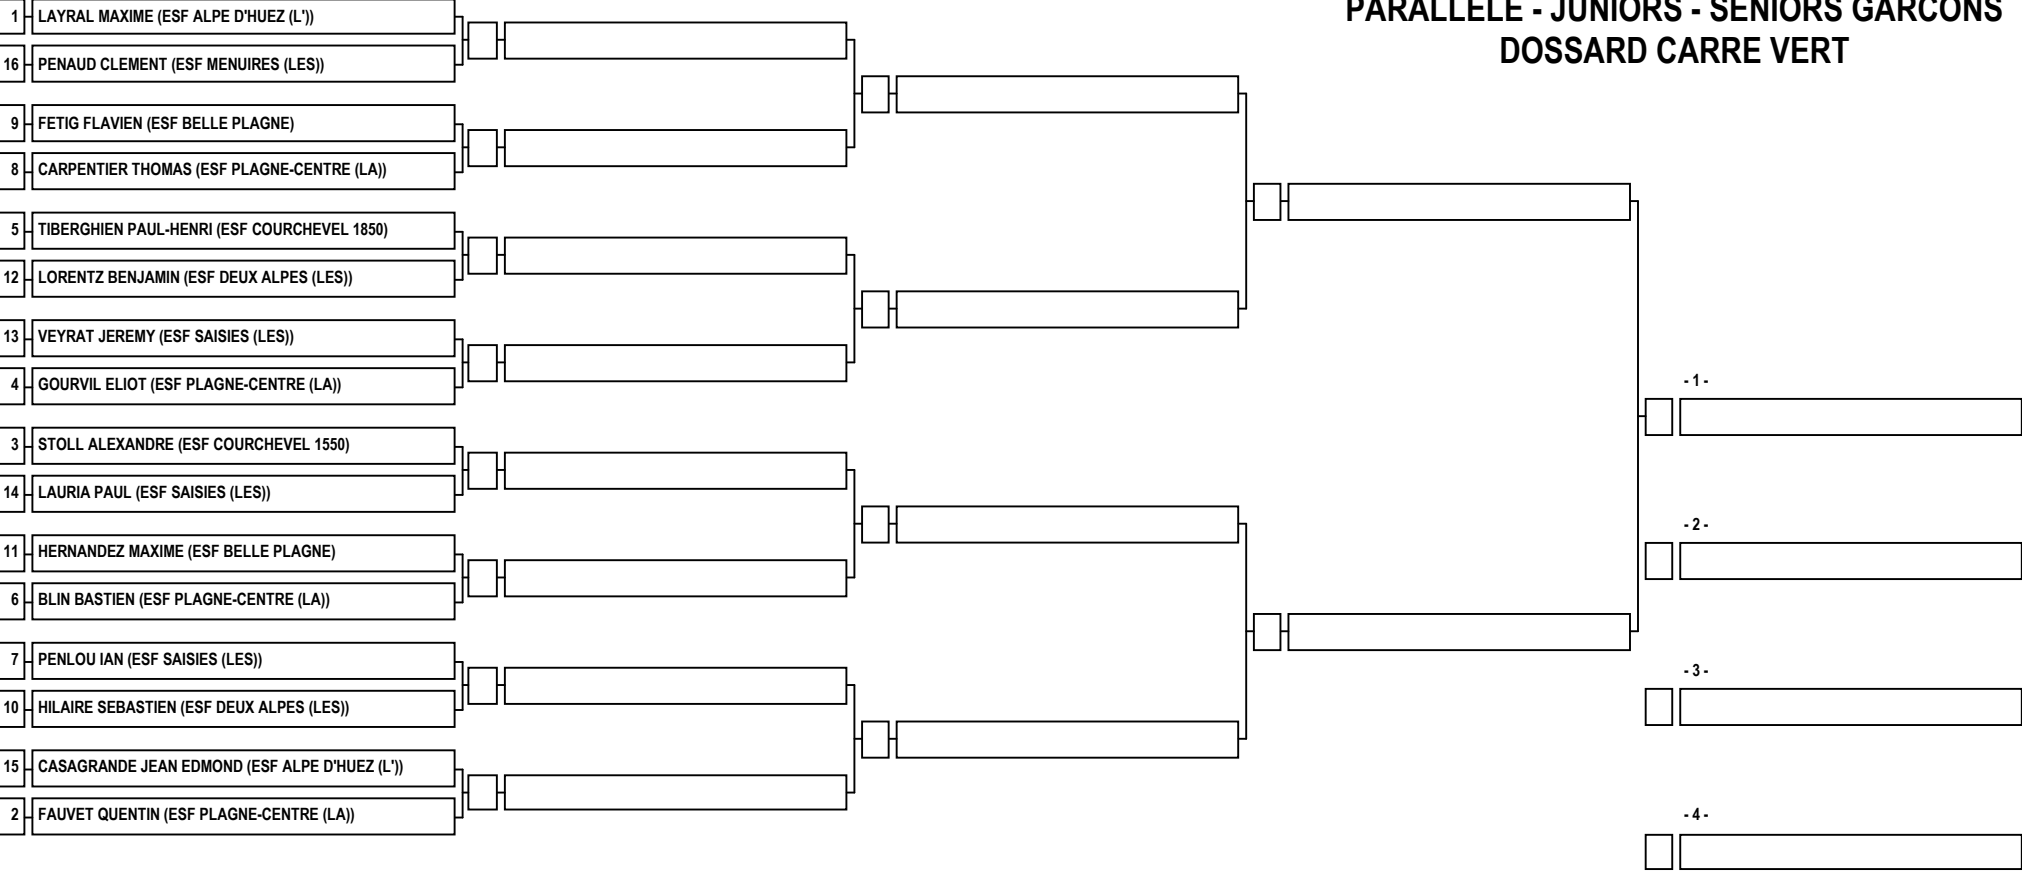 PARALLELE - JUNIORS - SENIORS GARCONS
DOSSARD CARRE VERT
1 LAYRAL MAXIME (ESF ALPE D'HUEZ (L'))
16 PENAUD CLEMENT (ESF MENUIRES (LES))
9 FETIG FLAVIEN (ESF BELLE PLAGNE)
8 CARPENTIER THOMAS (ESF PLAGNE-CENTRE (LA))
5 TIBERGHIEN PAUL-HENRI (ESF COURCHEVEL 1850)
12 LORENTZ BENJAMIN (ESF DEUX ALPES (LES))
13 VEYRAT JEREMY (ESF SAISIES (LES))
4 GOURVIL ELIOT (ESF PLAGNE-CENTRE (LA))
3 STOLL ALEXANDRE (ESF COURCHEVEL 1550)
14 LAURIA PAUL (ESF SAISIES (LES))
11 HERNANDEZ MAXIME (ESF BELLE PLAGNE)
6 BLIN BASTIEN (ESF PLAGNE-CENTRE (LA))
7 PENLOU IAN (ESF SAISIES (LES))
10 HILAIRE SEBASTIEN (ESF DEUX ALPES (LES))
15 CASAGRANDE JEAN EDMOND (ESF ALPE D'HUEZ (L'))
2 FAUVET QUENTIN (ESF PLAGNE-CENTRE (LA))
- 1 -
- 2 -
- 3 -
- 4 -